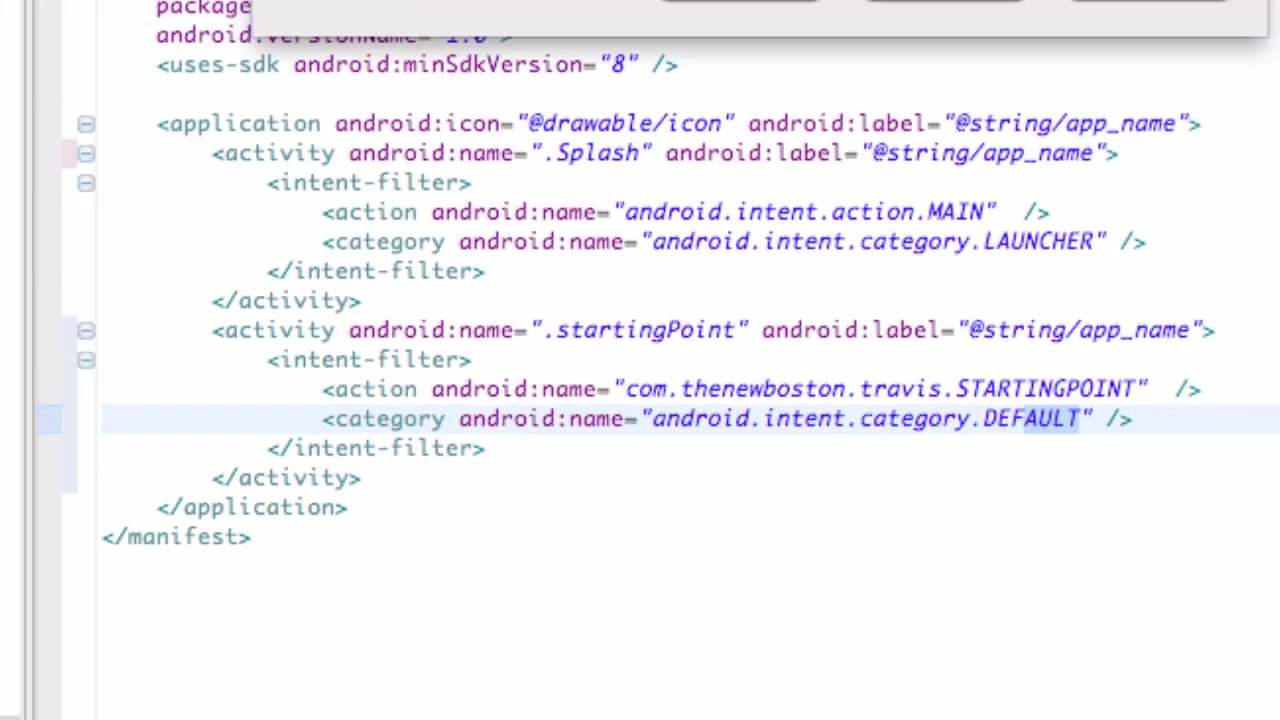 package
android:versionName="1.0">
<uses-sdk android:minSdkVersion="8" />
<application android:icon="@drawable/icon" android:label="@string/app_name">
<activity android:name=".Splash" android:label="@string/app_name">
<intent-filter>
<action android:name="android.intent.action.MAIN"  />
<category android:name="android.intent.category.LAUNCHER" />
</intent-filter>
</activity>
<activity android:name=".startingPoint" android:label="@string/app_name">
<intent-filter>
<action android:name="com.thenewboston.travis.STARTINGPOINT"  />
<category android:name="android.intent.category.DEFAULT" />
</intent-filter>
</activity>
</application>
</manifest>